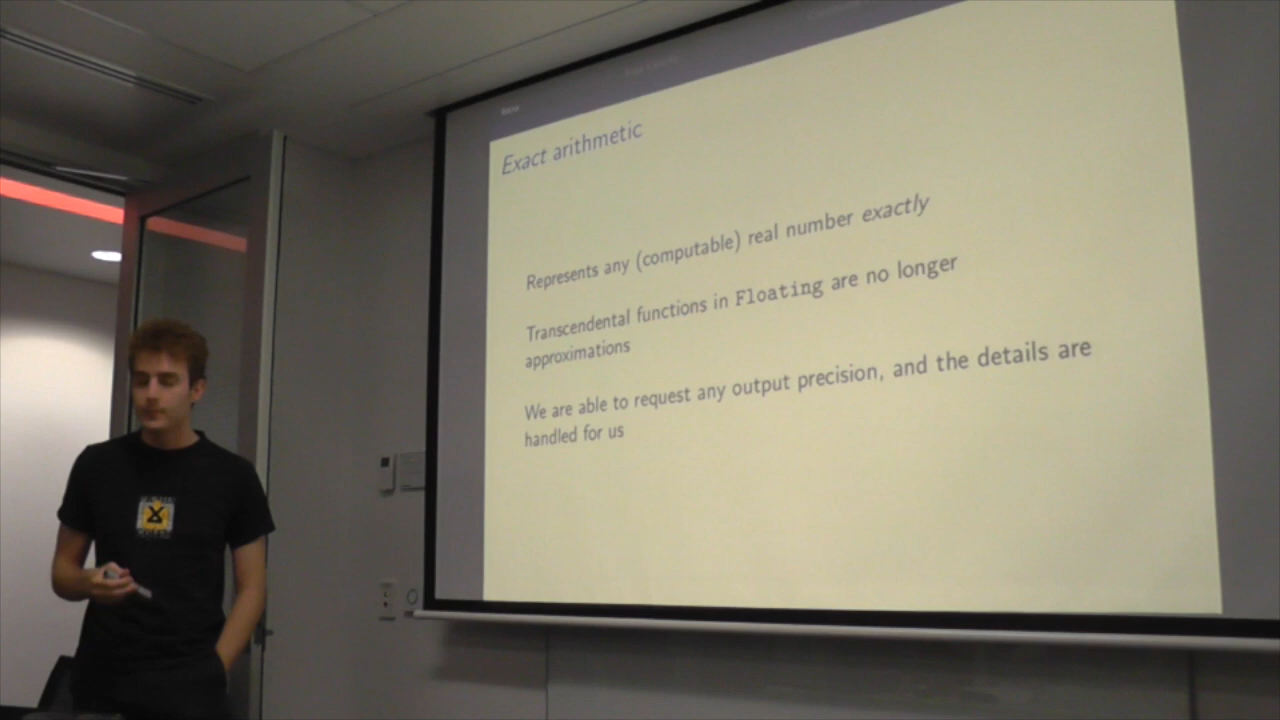 Exact arithmetic
Represents any (computable) real number exactly
Transcendental functions in Floating are no longer
approximations
We are able to request any output precision, and the details are
handled for us